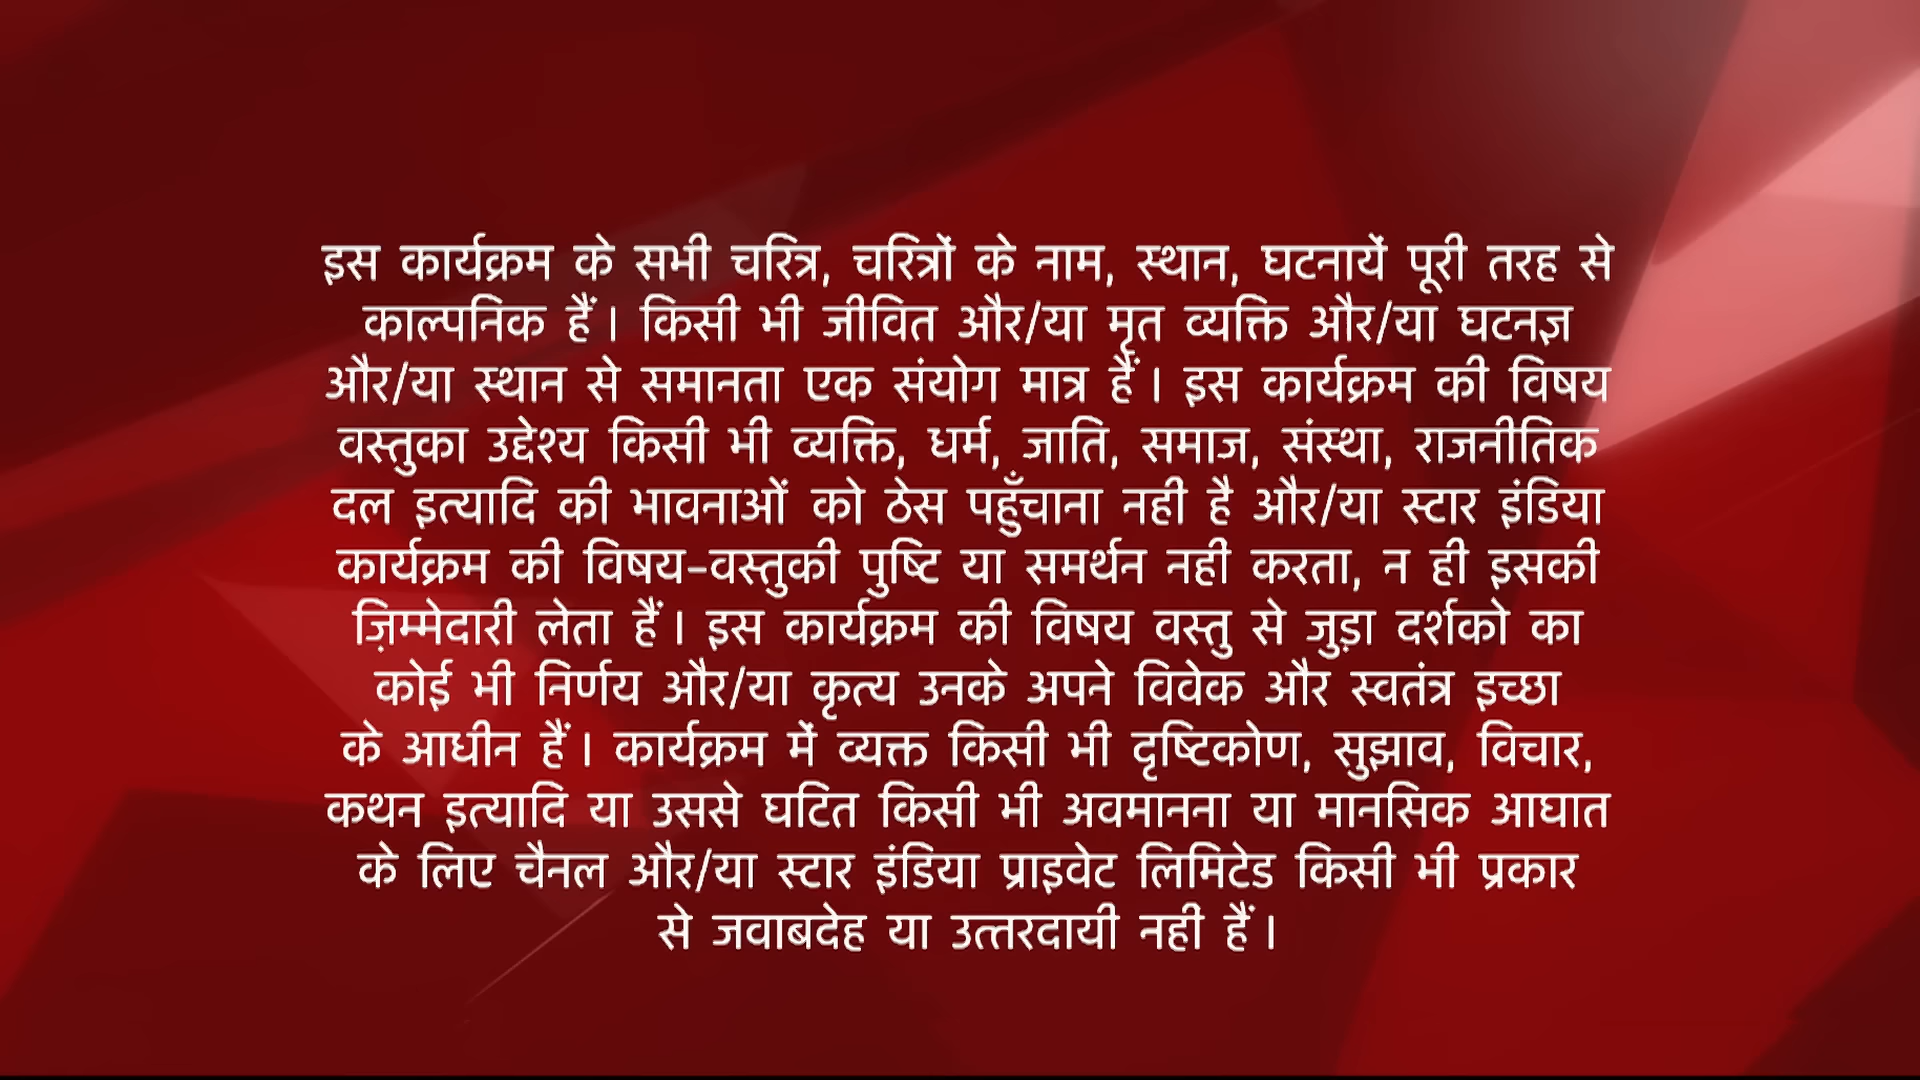 इस कार्यक्रम के सभी चरित्र, चरित्रों के नाम, स्थान, घटनायें पूरी तरह से
काल्पनिक हैं। किसी भी जीवित और/या मृत व्यक्ति और/या घटनज्ञ
और/या स्थान से समानता एक संयोग मात्र हैं। इस कार्यक्रम की विषय
वस्तुका उद्देश्य किसी भी व्यक्ति, धर्म, जाति, समाज, संस्था, राजनीतिक
दल इत्यादि की भावनाओं को ठेस पहुँचाना नही है और/या स्टार इंडिया
कार्यक्रम की विषय-वस्तुकी पुष्टि या समर्थन नहीं करता, न ही इसकी
ज़िम्मेदारी लेता हैं। इस कार्यक्रम की विषय वस्तु से जुड़ा दर्शको का
कोई भी निर्णय और/या कृत्य उनके अपने विवेक और स्वतंत्र इच्छा
के आधीन हैं। कार्यक्रम में व्यक्त किसी भी दृष्टिकोण, सुझाव, विचार,
कथन इत्यादि या उससे घटित किसी भी अवमानना या मानसिक आघात
के लिए चैनल और/या स्टार इंडिया प्राइवेट लिमिटेड किसी भी प्रकार
से जवाबदेह या उत्तरदायी नहीं हैं।